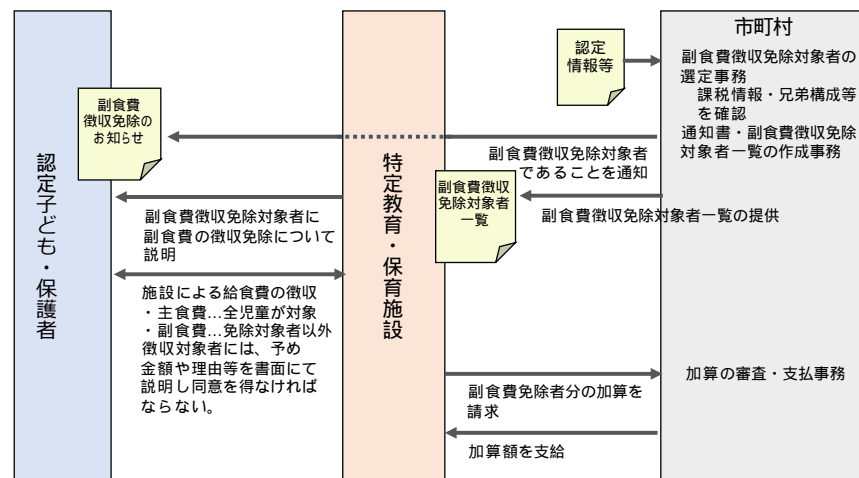 市町村
認定
情報等
副食費徴収免除対象者の
選定事務
課税情報・兄弟構成等
を確認
通知書・副食費徴収免除
対象者一覧の作成事務
副食費
徴収免除の
お知らせ
副食費徴収免除対象者
であることを通知
副食費徴収
免除対象者
一覧
副食費徴収免除対象者一覧の提供
認定子ども・保護者
特定教育・保育施設
副食費徴収免除対象者に
副食費の徴収免除について
説明
施設による給食費の徴収
・主食費…全児童が対象
・副食費…免除対象者以外
徴収対象者には、予め
金額や理由等を書面にて
説明し同意を得なければ
ならない。
副食費免除者分の加算を
請求
加算の審査・支払事務
加算額を支給